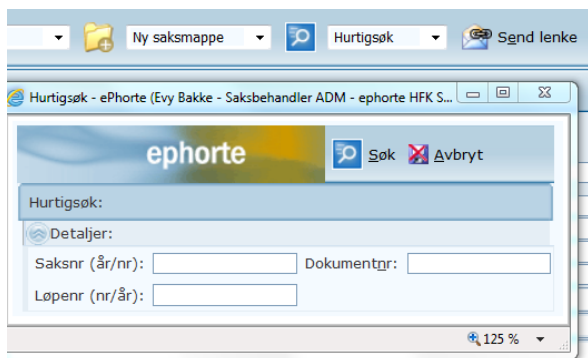 Ny saksmappe Hurtigsøk Send lenke
Hurtigsøk - ePhorte (Evy Bakke - Saksbehandler ADM - ephorte HFK S...
ephorte Søk Avbryt
Hurtigsøk:
Detaljer:
Saksnr (år/nr): Dokumentnr:
Løpenr (nr/år):
125 %